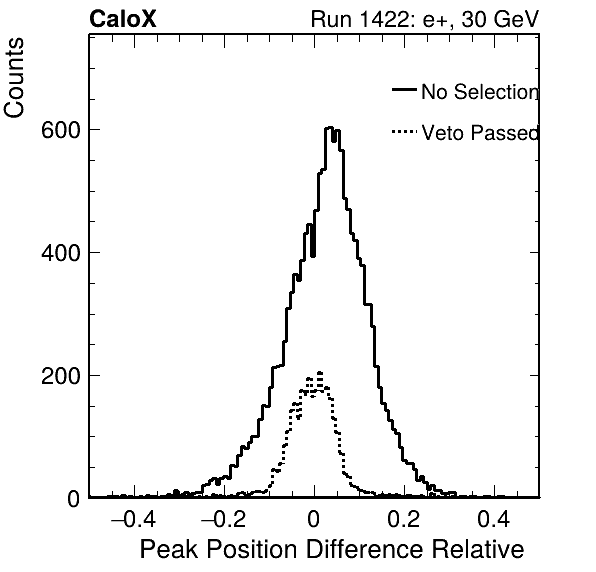 CaloX Run 1422: e+, 30 GeV
Counts
No Selection
Veto Passed
600
400
200
0
−0.4 −0.2 0 0.2 0.4
Peak Position Difference Relative